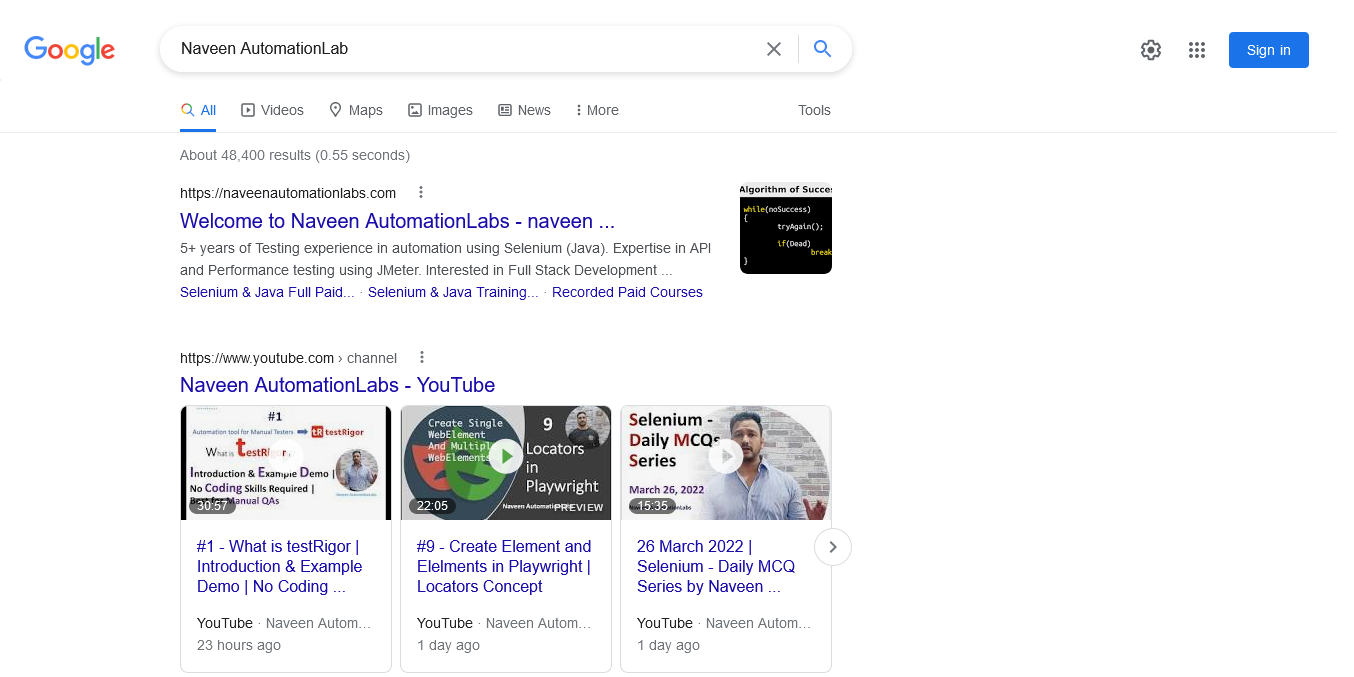 Google
Naveen AutomationLab
Sign in
All
Videos
Maps
Images
News
More
Tools
About 48,400 results (0.55 seconds)
https://naveenautomationlabs.com
Welcome to Naveen AutomationLabs - naveen ...
5+ years of Testing experience in automation using Selenium (Java). Expertise in API
and Performance testing using JMeter. Interested in Full Stack Development ...
Selenium & Java Full Paid... · Selenium & Java Training... · Recorded Paid Courses
Algorithm of Succes
while(noSuccess)
{
tryAgain();
if(Dead)
break
}
https://www.youtube.com › channel
Naveen AutomationLabs - YouTube
#1
Automation tool for Manual Testers
tR testRigor
What is testRigor
Introduction & Example Demo |
No Coding Skills Required |
Best for Manual QAs
Naveen AutomationLabs
30:57
#1 - What is testRigor |
Introduction & Example
Demo | No Coding ...
YouTube · Naveen Autom...
23 hours ago
Create Single
WebElement
And Multiple
WebElements
9
Locators
in
Playwright
Naveen Automation
PREVIEW
22:05
#9 - Create Element and
Elelments in Playwright |
Locators Concept
YouTube · Naveen Autom...
1 day ago
Selenium -
Daily MCQs
Series
March 26, 2022
15:35
26 March 2022 |
Selenium - Daily MCQ
Series by Naveen ...
YouTube · Naveen Autom...
1 day ago